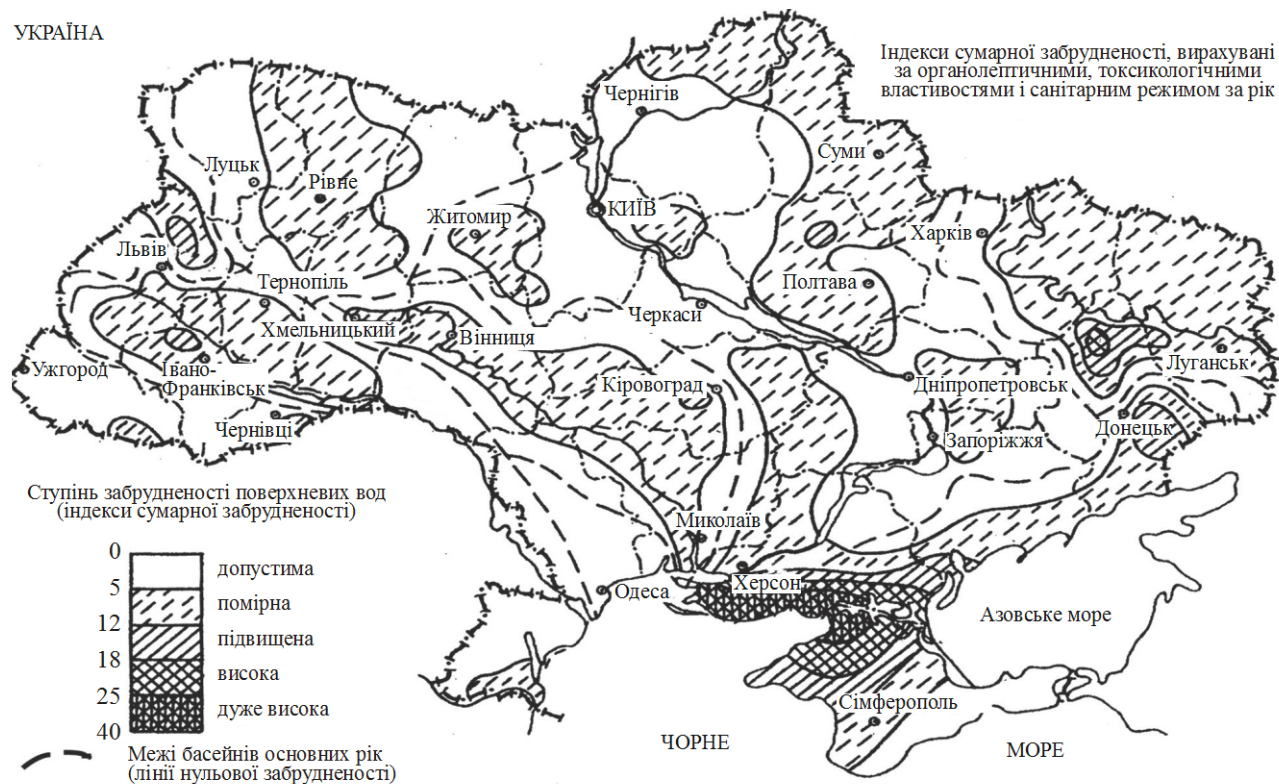 УКРАЇНА
Індекси сумарної забрудненості, вирахувані
за органолептичними, токсикологічними
властивостями і санітарним режимом за рік
Чернігів
Суми
Луцьк
Рівне
Житомир
КИЇВ
Харків
Львів
Тернопіль
Полтава
Хмельницький
Черкаси
Вінниця
Ужгород
Івано-
Франківськ
Кіровоград
Дніпропетровськ
Луганськ
Чернівці
Запоріжжя
Донецьк
Миколаїв
Херсон
Одеса
Азовське море
Сімферополь
ЧОРНЕ
МОРЕ
Ступінь забрудненості поверхневих вод
(індекси сумарної забрудненості)
0
допустима
5
помірна
12
підвищена
18
висока
25
дуже висока
40
Межі басейнів основних рік
(лінії нульової забрудненості)